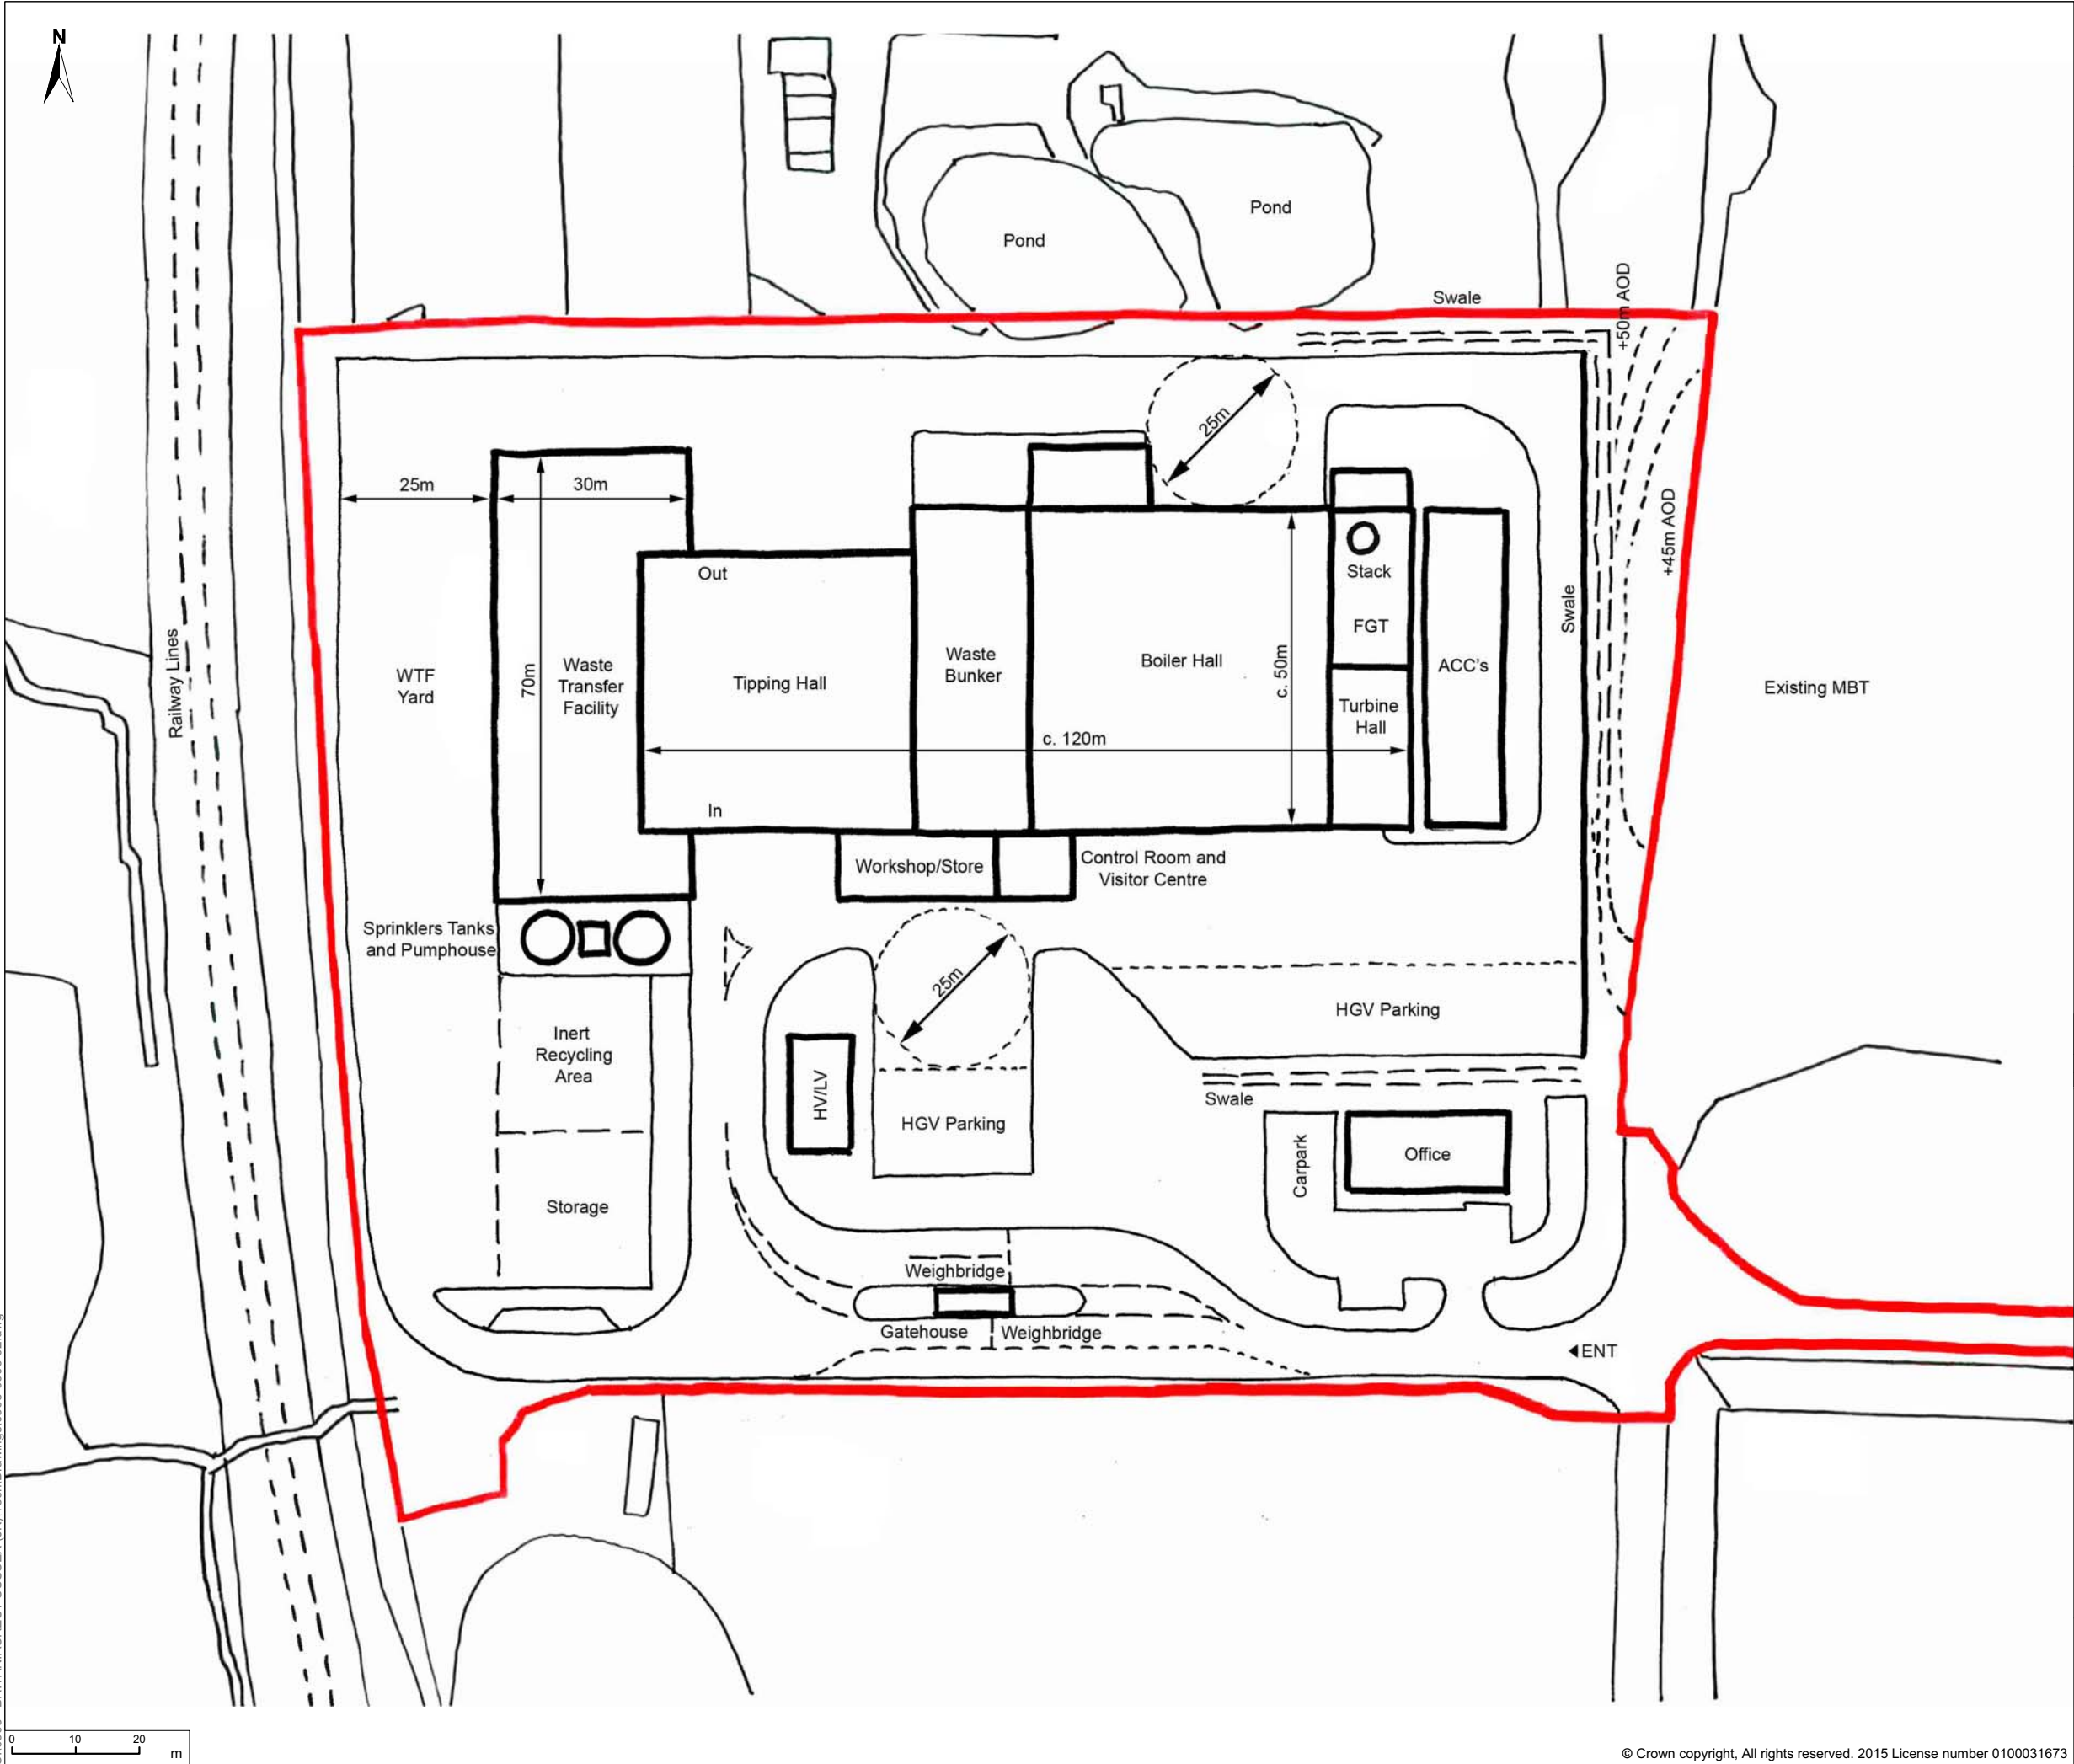 N
Pond
Pond
Swale
+50m AOD
25m
25m
30m
+45m AOD
Out
Stack
Swale
FGT
Railway Lines
WTF
Yard
70m
Waste
Transfer
Facility
Tipping Hall
Waste
Bunker
Boiler Hall
c. 50m
ACC's
Existing MBT
Turbine
Hall
c. 120m
In
Workshop/Store
Control Room and
Visitor Centre
Sprinklers Tanks
and Pumphouse
25m
HGV Parking
Inert
Recycling
Area
HV/LV
HGV Parking
Swale
Carpark
Office
Storage
Weighbridge
Gatehouse
Weighbridge
ENT
0 10 20
m
© Crown copyright, All rights reserved. 2015 License number 0100031673